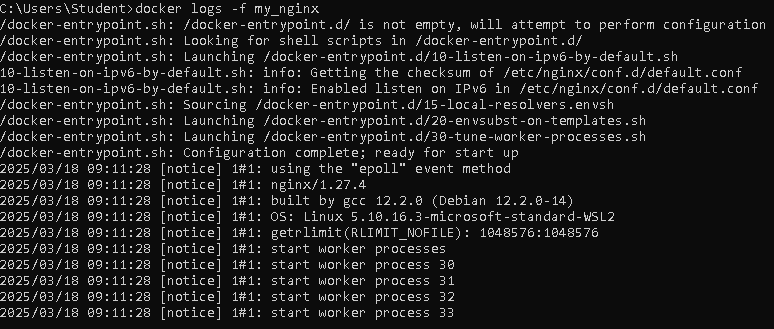 C:\Users\Student>docker logs -f my_nginx
/docker-entrypoint.sh: /docker-entrypoint.d/ is not empty, will attempt to perform configuration
/docker-entrypoint.sh: Looking for shell scripts in /docker-entrypoint.d/
/docker-entrypoint.sh: Launching /docker-entrypoint.d/10-listen-on-ipv6-by-default.sh
10-listen-on-ipv6-by-default.sh: info: Getting the checksum of /etc/nginx/conf.d/default.conf
10-listen-on-ipv6-by-default.sh: info: Enabled listen on IPv6 in /etc/nginx/conf.d/default.conf
/docker-entrypoint.sh: Sourcing /docker-entrypoint.d/15-local-resolvers.envsh
/docker-entrypoint.sh: Launching /docker-entrypoint.d/20-envsubst-on-templates.sh
/docker-entrypoint.sh: Launching /docker-entrypoint.d/30-tune-worker-processes.sh
/docker-entrypoint.sh: Configuration complete; ready for start up
2025/03/18 09:11:28 [notice] 1#1: using the "epoll" event method
2025/03/18 09:11:28 [notice] 1#1: nginx/1.27.4
2025/03/18 09:11:28 [notice] 1#1: built by gcc 12.2.0 (Debian 12.2.0-14)
2025/03/18 09:11:28 [notice] 1#1: OS: Linux 5.10.16.3-microsoft-standard-WSL2
2025/03/18 09:11:28 [notice] 1#1: getrlimit(RLIMIT_NOFILE): 1048576:1048576
2025/03/18 09:11:28 [notice] 1#1: start worker processes
2025/03/18 09:11:28 [notice] 1#1: start worker process 30
2025/03/18 09:11:28 [notice] 1#1: start worker process 31
2025/03/18 09:11:28 [notice] 1#1: start worker process 32
2025/03/18 09:11:28 [notice] 1#1: start worker process 33